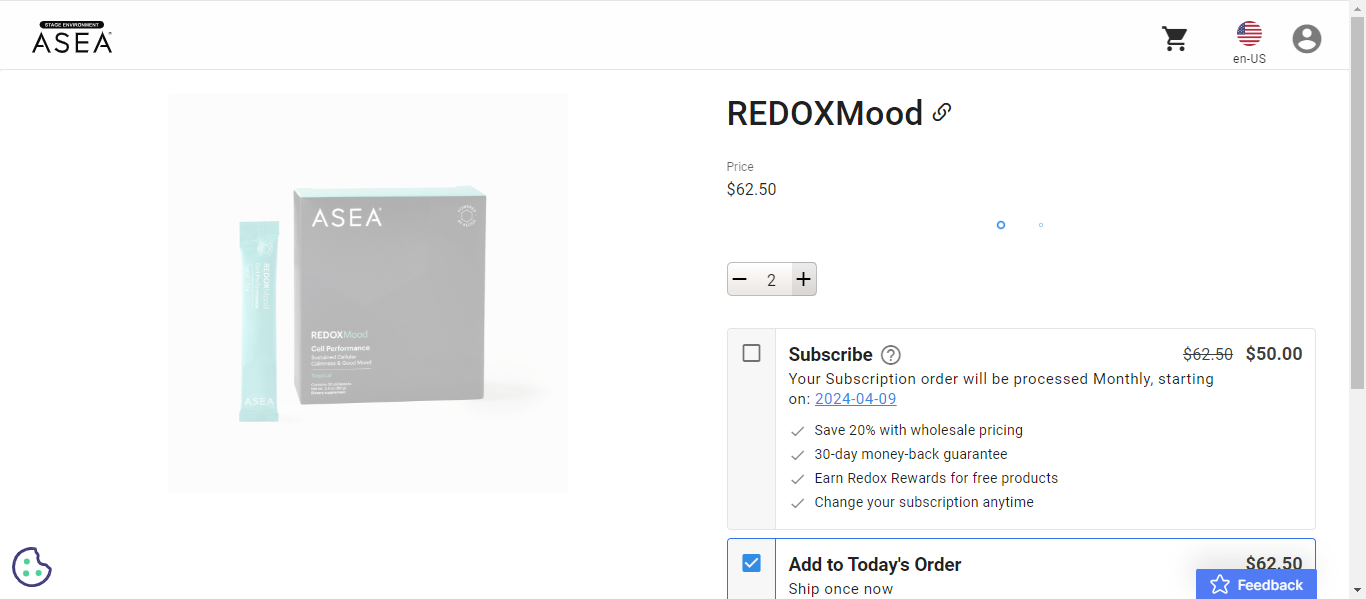 STAGE ENVIRONMENT
ASEA
en-US
ASEA
REDOXMood
Cell Performance
Sustained Cellular
Calmness & Good Mood
Tropical
ASEA
REDOXMood
Price
$62.50
2
Subscribe
$62.50 $50.00
Your Subscription order will be processed Monthly, starting
on: 2024-04-09
Save 20% with wholesale pricing
30-day money-back guarantee
Earn Redox Rewards for free products
Change your subscription anytime
Add to Today's Order
$62.50
Ship once now
Feedback